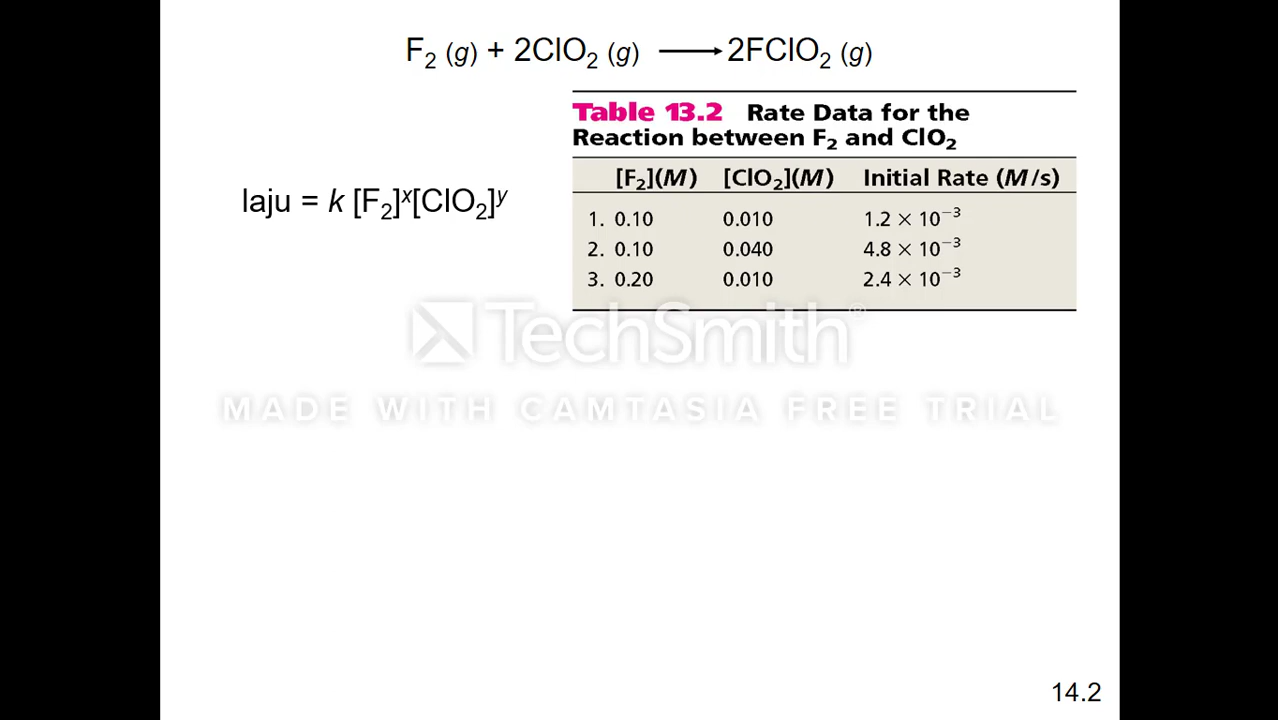 F₂ (g) + 2ClO₂ (g) ⟶ 2FClO₂ (g)
Table 13.2 Rate Data for the
Reaction between F₂ and ClO₂
[F₂](M) [ClO₂](M) Initial Rate (M/s)
1. 0.10 0.010 1.2 × 10⁻³
2. 0.10 0.040 4.8 × 10⁻³
3. 0.20 0.010 2.4 × 10⁻³
laju = k [F₂]ˣ[ClO₂]ʸ
TechSmith®
MADE WITH CAMTASIA FREE TRIAL
14.2